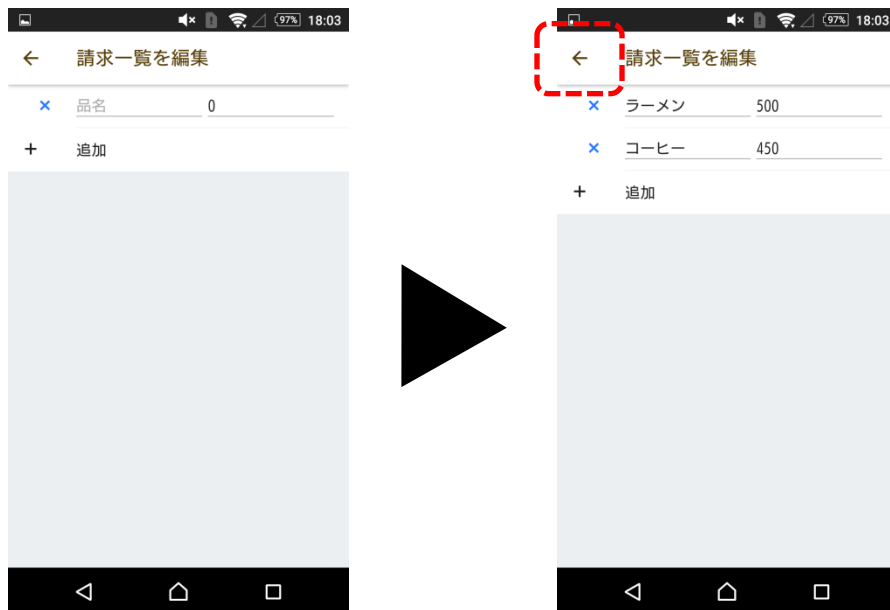 97% 18:03
請求一覧を編集
品名 0
追加
97% 18:03
請求一覧を編集
ラーメン 500
コーヒー 450
追加